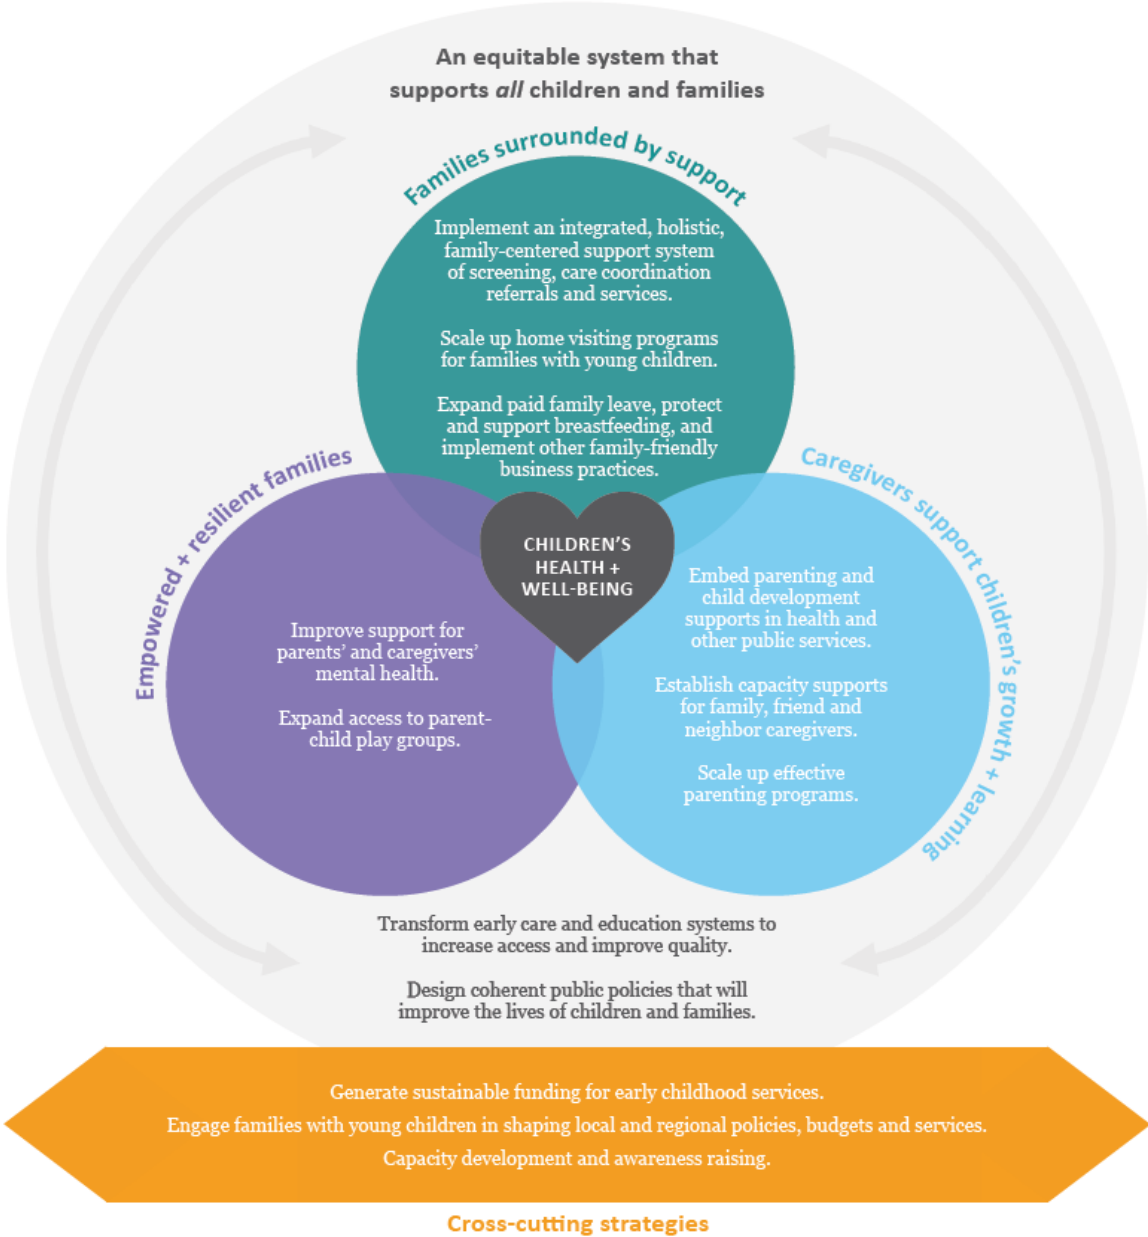 An equitable system that
supports all children and families
Families surrounded by support
Implement an integrated, holistic,
family-centered support system
of screening, care coordination
referrals and services.
Scale up home visiting programs
for families with young children.
Expand paid family leave, protect
and support breastfeeding, and
implement other family-friendly
business practices.
Empowered + resilient families
Improve support for
parents’ and caregivers’
mental health.
Expand access to parent-
child play groups.
CHILDREN’S
HEALTH +
WELL-BEING
Caregivers support children’s growth + learning
Embed parenting and
child development
supports in health and
other public services.
Establish capacity supports
for family, friend and
neighbor caregivers.
Scale up effective
parenting programs.
Transform early care and education systems to
increase access and improve quality.
Design coherent public policies that will
improve the lives of children and families.
Generate sustainable funding for early childhood services.
Engage families with young children in shaping local and regional policies, budgets and services.
Capacity development and awareness raising.
Cross-cutting strategies